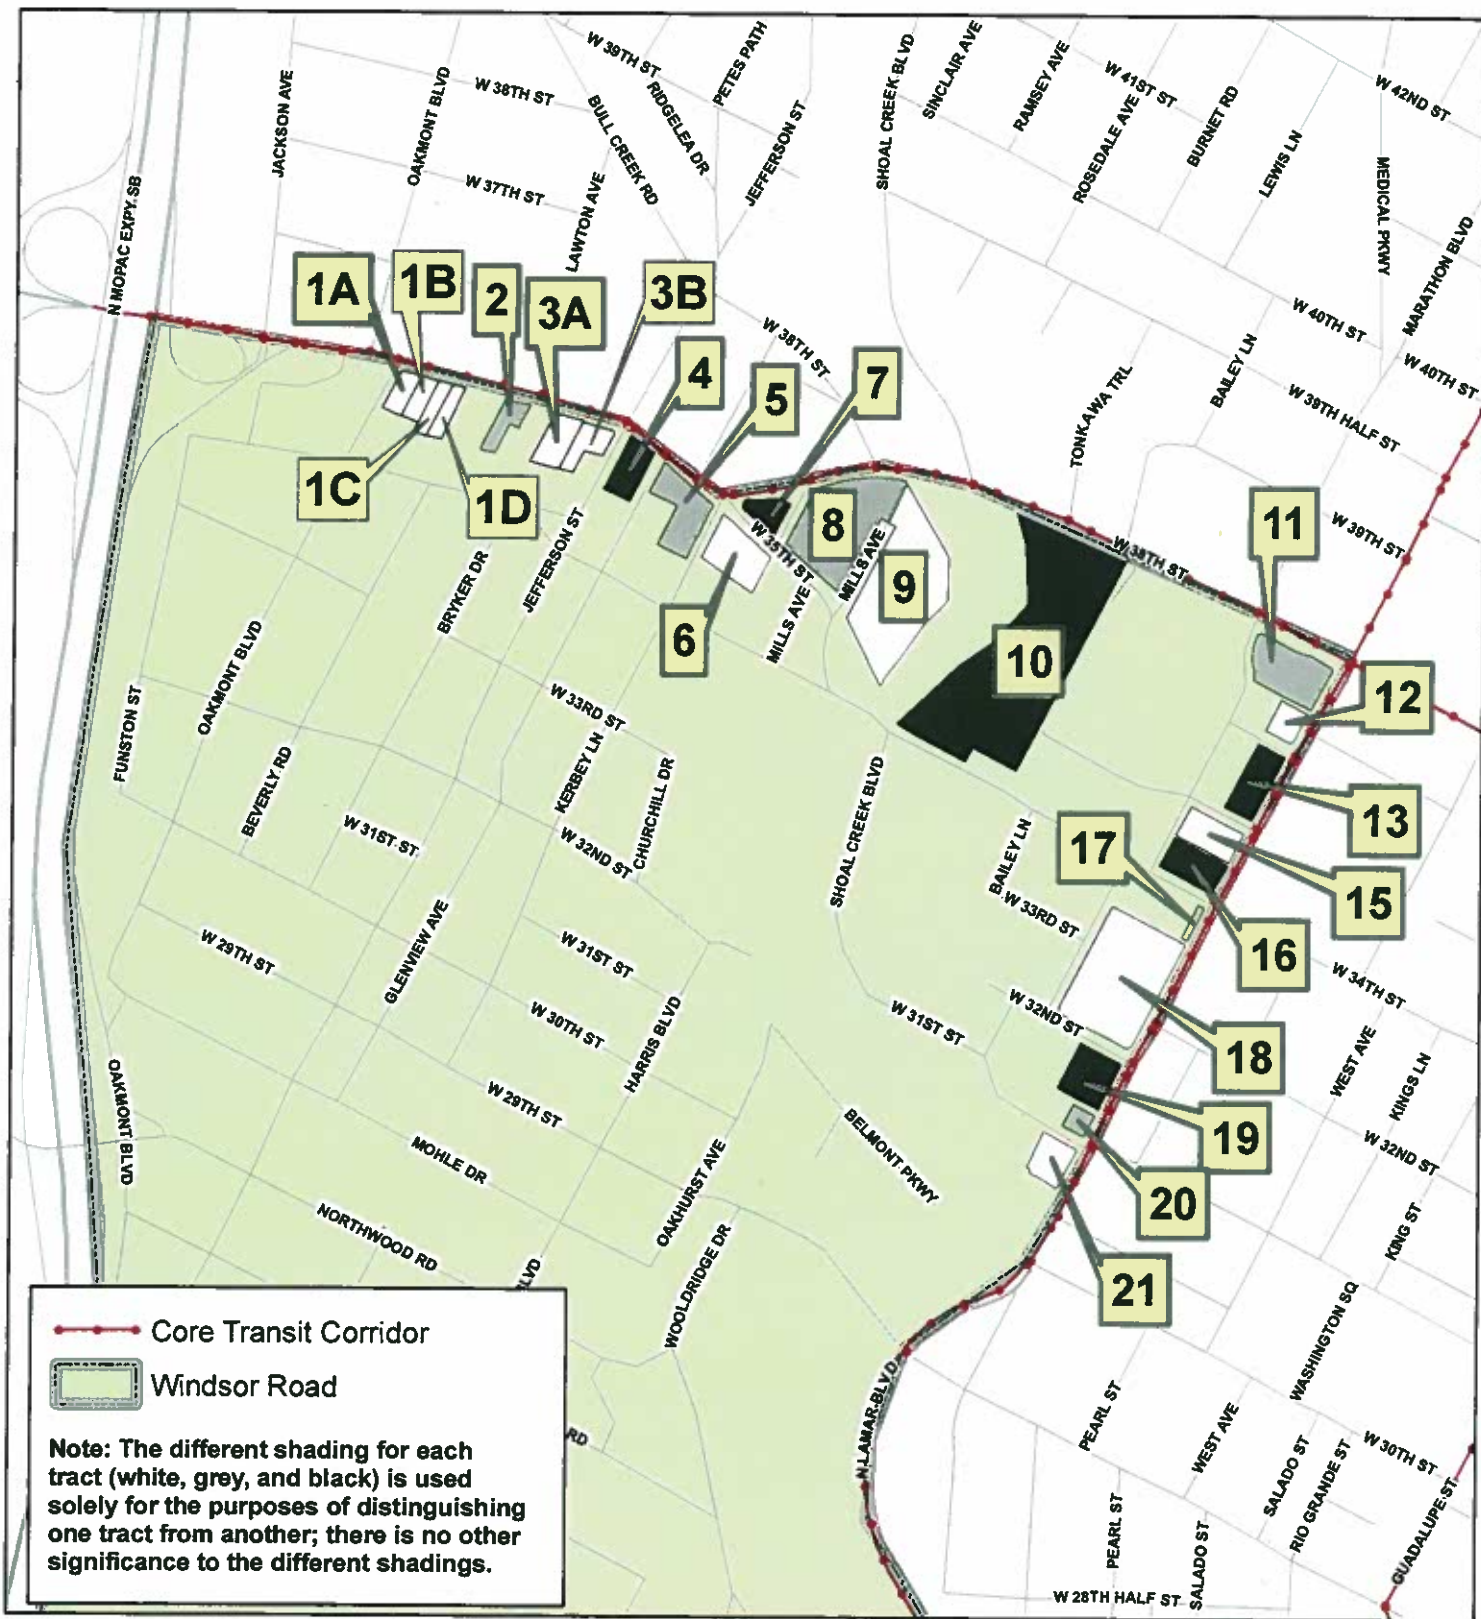 W 39TH ST
PETES PATH
SHOAL CREEK BLVD
SINCLAIR AVE
RAMSEY AVE
W 41ST ST
W 42ND ST
JACKSON AVE
OAKMONT BLVD
W 38TH ST
BULL CREEK RD
RIDGELEA DR
JEFFERSON ST
ROSEDALE AVE
BURNET RD
LEWIS LN
MEDICAL PKWY
MARATHON BLVD
N MOPAC EXPY SB
W 37TH ST
LAWTON AVE
1A
1B
2
3A
3B
4
5
7
W 38TH ST
W 40TH ST
W 40TH ST
BAILEY LN
TONKAWA TRL
W 39TH HALF ST
W 39TH ST
1C
1D
8
MILLS AVE
9
W 35TH ST
MILLS AVE
W 38TH ST
11
BRYKER DR
JEFFERSON ST
6
10
12
13
FUNSTON ST
OAKMONT BLVD
BEVERLY RD
W 33RD ST
KERBEY LN
CHURCHILL DR
SHOAL CREEK BLVD
W 31ST ST
W 32ND ST
BAILEY LN
W 33RD ST
17
15
16
W 29TH ST
GLENVIEW AVE
W 31ST ST
W 30TH ST
HARRIS BLVD
W 31ST ST
W 32ND ST
W 34TH ST
18
WEST AVE
KINGS LN
OAKMONT BLVD
W 29TH ST
MOHLE DR
BELMONT PKWY
19
W 32ND ST
20
OAKHURST AVE
NORTHWOOD RD
KING ST
21
WOOLDRIDGE DR
BLVD
WASHINGTON SQ
Core Transit Corridor
Windsor Road
Note: The different shading for each
tract (white, grey, and black) is used
solely for the purposes of distinguishing
one tract from another; there is no other
significance to the different shadings.
RD
N LAMAR BLVD
PEARL ST
WEST AVE
SALADO ST
W 30TH ST
RIO GRANDE ST
GUADALUPE ST
PEARL ST
SALADO ST
W 28TH HALF ST